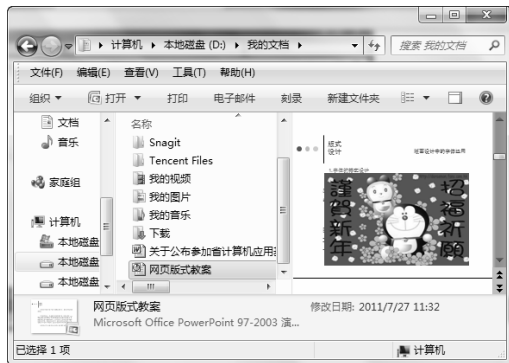 计算机 ▸ 本地磁盘 (D:) ▸ 我的文档 ▸
搜索 我的文档
文件(F) 编辑(E) 查看(V) 工具(T) 帮助(H)
组织 打开 打印 电子邮件 刻录 新建文件夹
文档
音乐
家庭组
计算机
本地磁盘
本地磁盘
本地磁盘
名称
Snagit
Tencent Files
我的视频
我的图片
我的音乐
下载
关于公布参加省计算机应用
网页版式教案
版式
设计
謹賀新年
招福祈願
网页版式教案
修改日期: 2011/7/27 11:32
Microsoft Office PowerPoint 97-2003 演...
已选择 1 项
计算机